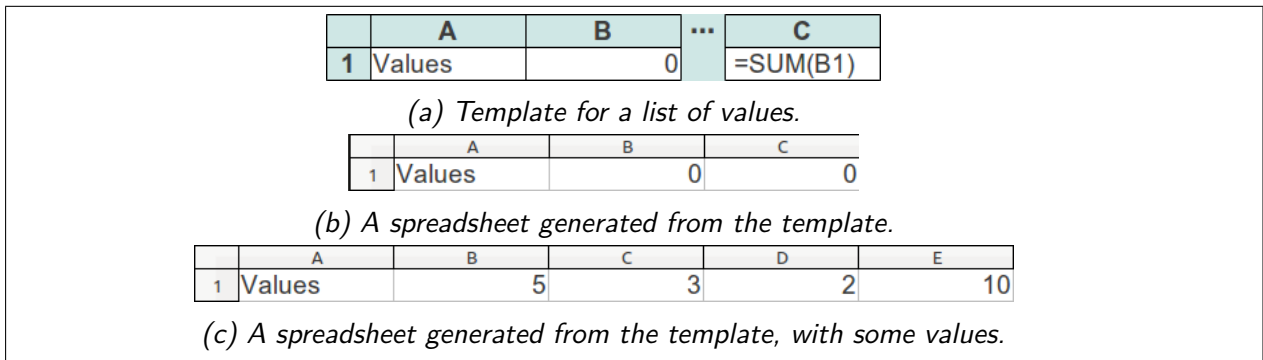 A B ... C
1 Values 0 =SUM(B1)
(a) Template for a list of values.
A B C
1 Values 0 0
(b) A spreadsheet generated from the template.
A B C D E
1 Values 5 3 2 10
(c) A spreadsheet generated from the template, with some values.